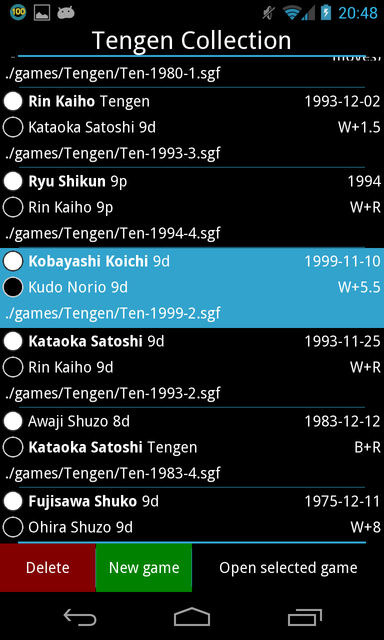 100
20:48
Tengen Collection
moves)
./games/Tengen/Ten-1980-1.sgf
Rin Kaiho Tengen 1993-12-02
Kataoka Satoshi 9d W+1.5
./games/Tengen/Ten-1993-3.sgf
Ryu Shikun 9p 1994
Rin Kaiho 9p W+R
./games/Tengen/Ten-1994-4.sgf
Kobayashi Koichi 9d 1999-11-10
Kudo Norio 9d W+5.5
./games/Tengen/Ten-1999-2.sgf
Kataoka Satoshi 9d 1993-11-25
Rin Kaiho 9d W+R
./games/Tengen/Ten-1993-2.sgf
Awaji Shuzo 8d 1983-12-12
Kataoka Satoshi Tengen B+R
./games/Tengen/Ten-1983-4.sgf
Fujisawa Shuko 9d 1975-12-11
Ohira Shuzo 9d W+8
Delete New game Open selected game